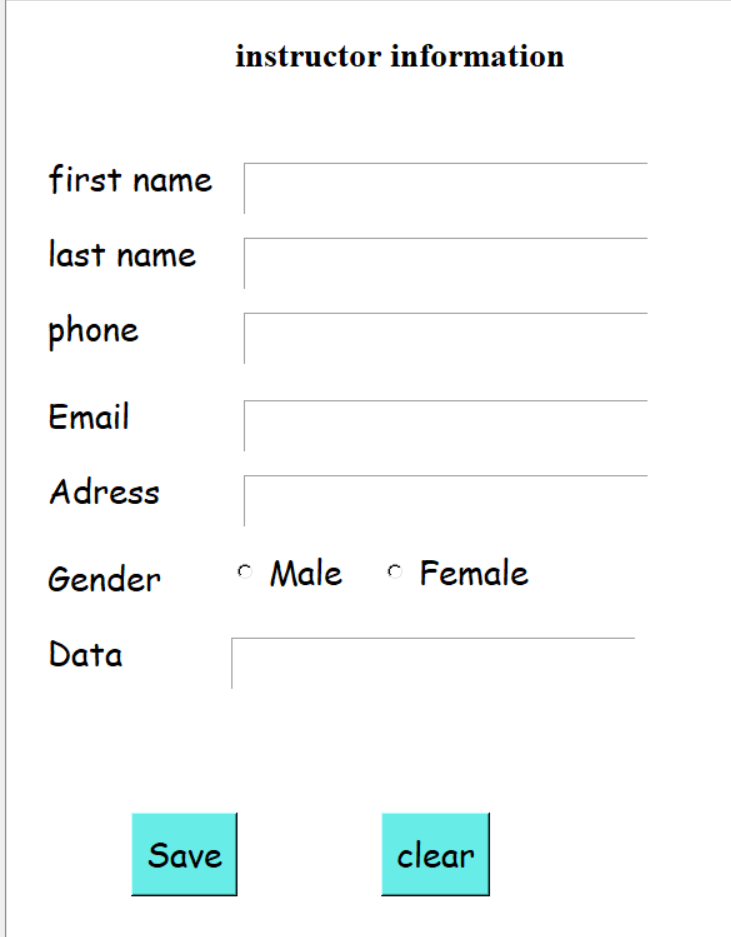 instructor information
first name
last name
phone
Email
Adress
Gender Male Female
Data
Save clear